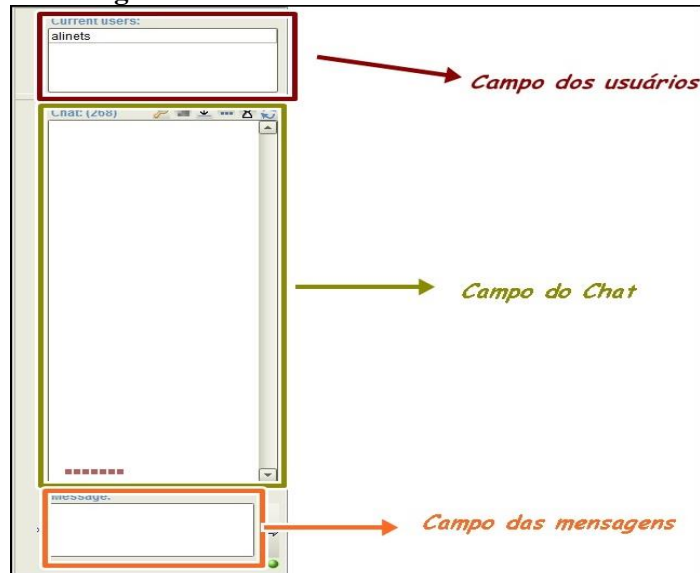 Current users:
alinets
Campo dos usuários
Chat: (268)
Campo do Chat
Message:
Campo das mensagens